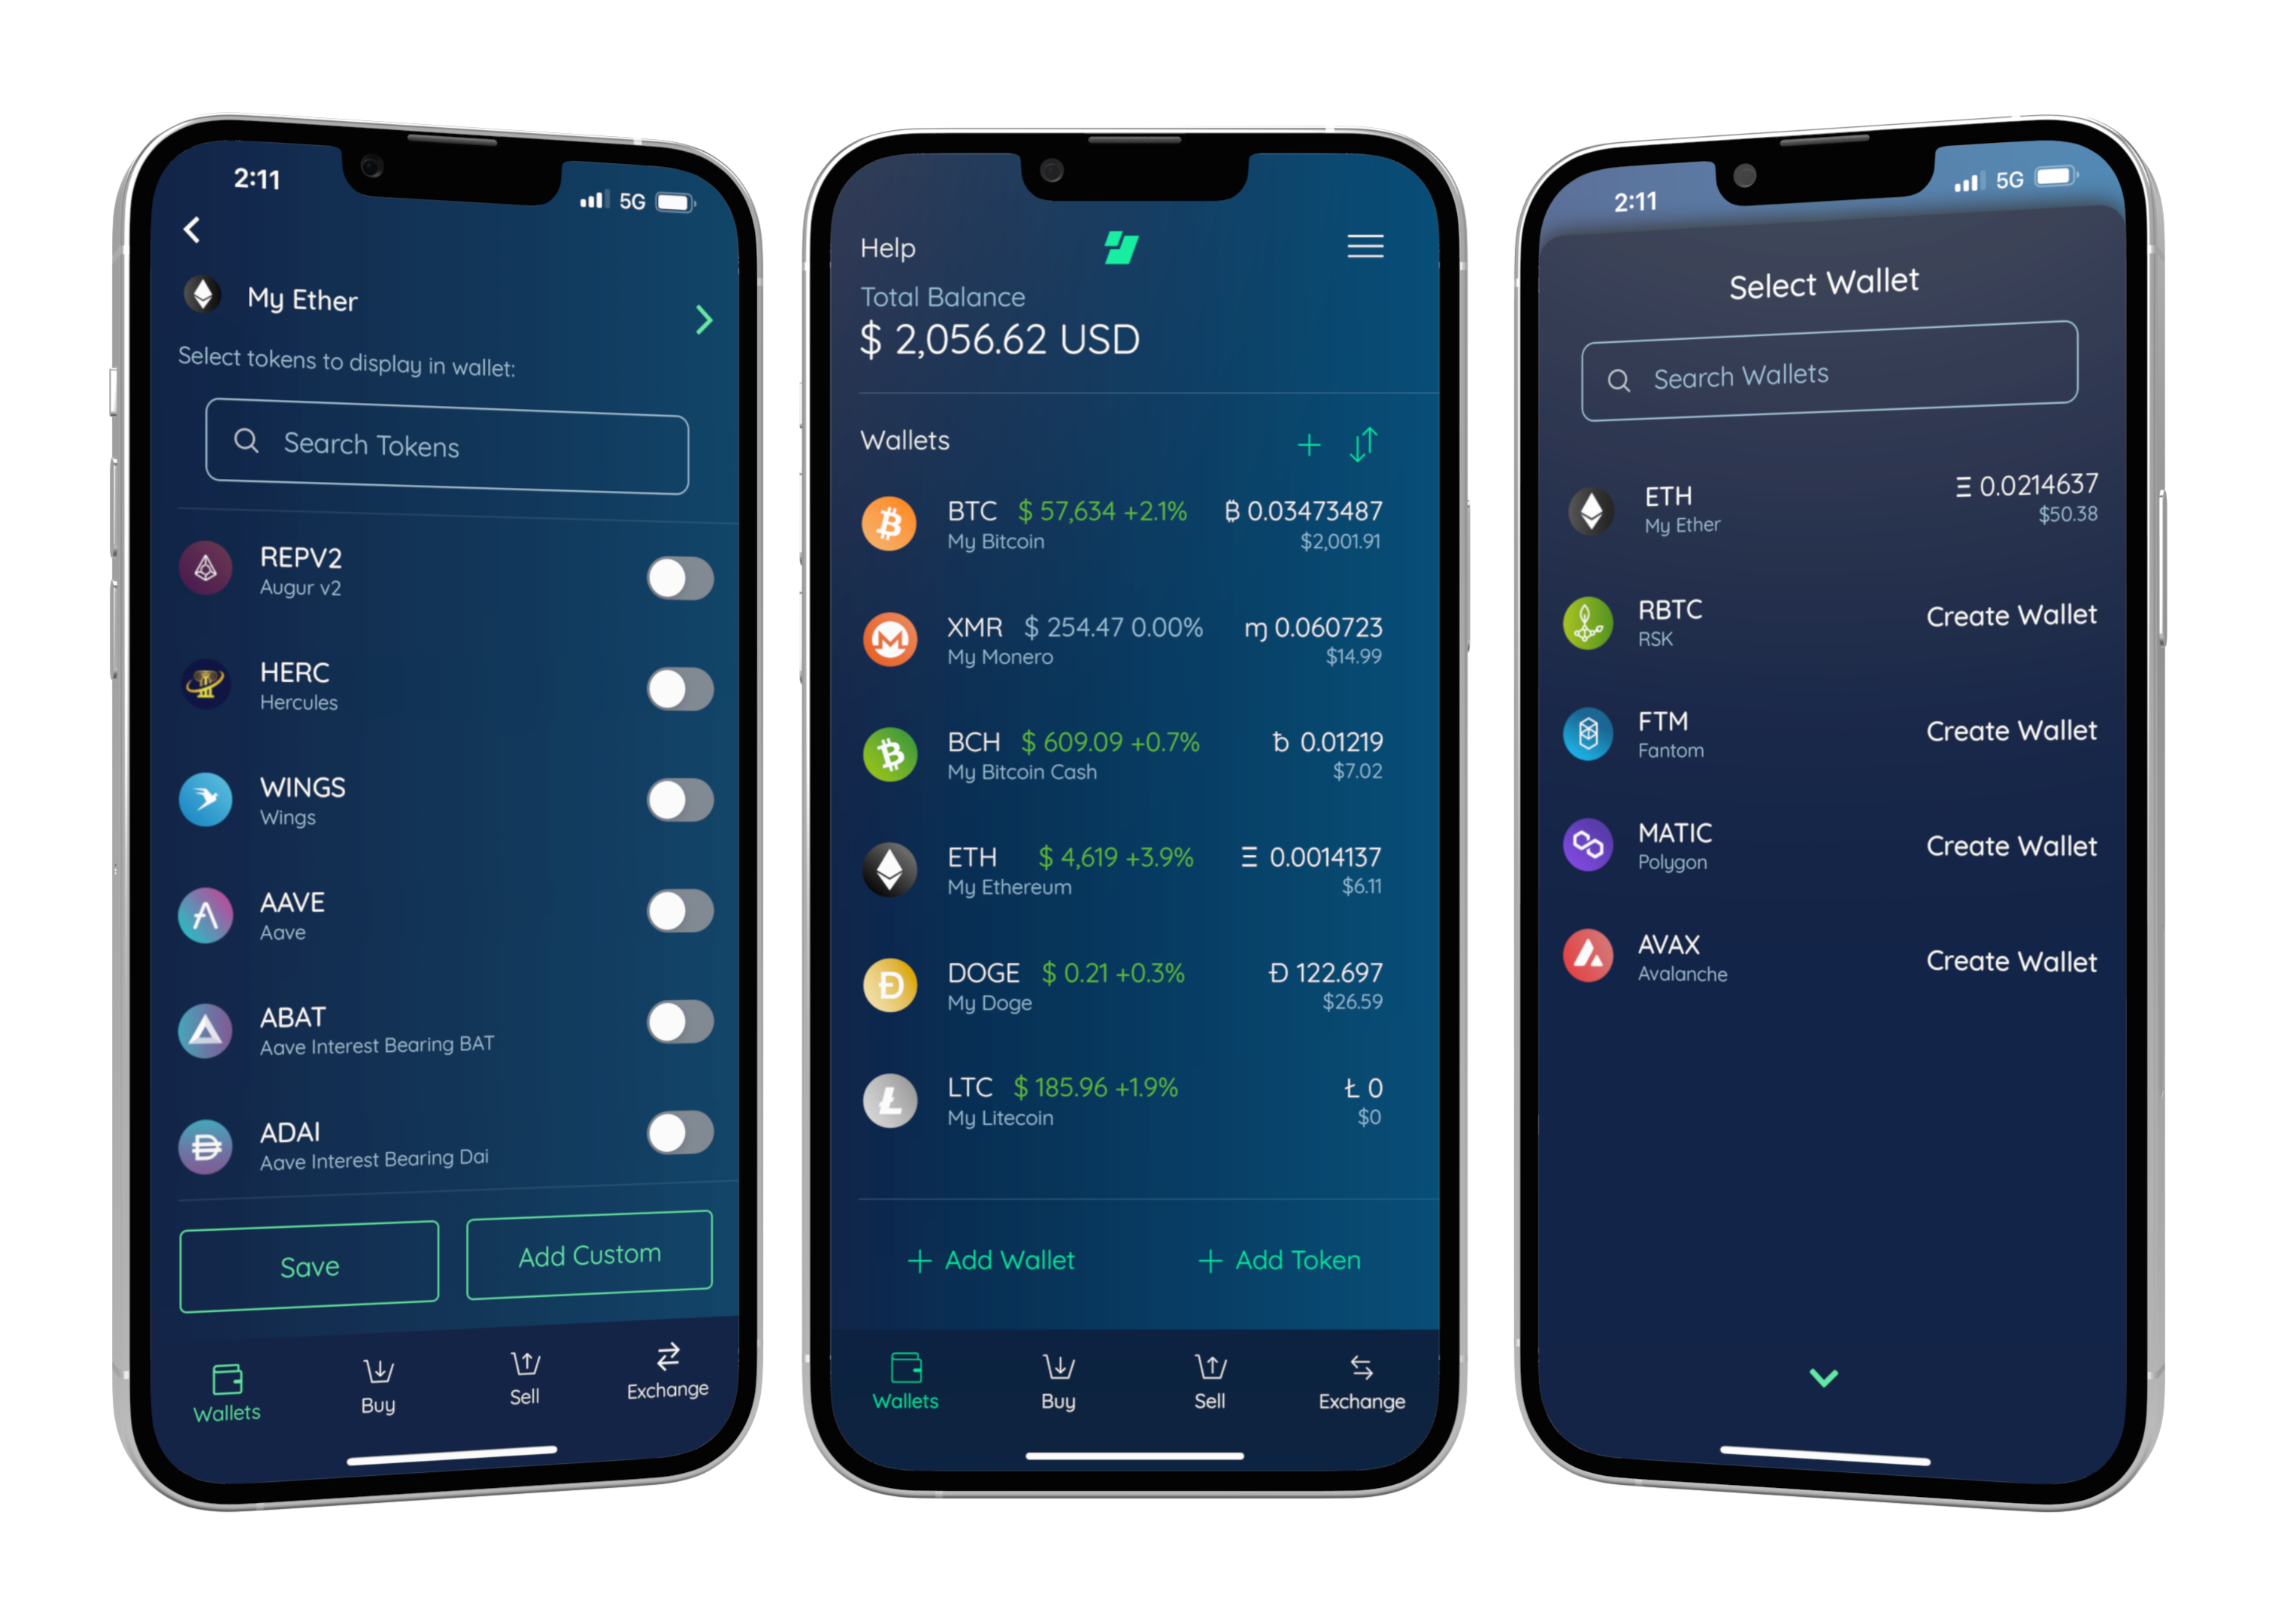 2:11
5G
My Ether
Select tokens to display in wallet:
Search Tokens
REPV2
Augur v2
HERC
Hercules
WINGS
Wings
AAVE
Aave
ABAT
Aave Interest Bearing BAT
ADAI
Aave Interest Bearing Dai
Save
Add Custom
Wallets
Buy
Sell
Exchange
Help
Total Balance
$ 2,056.62 USD
Wallets
BTC $ 57,634 +2.1% ₿ 0.03473487
My Bitcoin $2,001.91
XMR $ 254.47 0.00% ɱ 0.060723
My Monero $14.99
BCH $ 609.09 +0.7% ƀ 0.01219
My Bitcoin Cash $7.02
ETH $ 4,619 +3.9% Ξ 0.0014137
My Ethereum $6.11
DOGE $ 0.21 +0.3% Ð 122.697
My Doge $26.59
LTC $ 185.96 +1.9% Ł 0
My Litecoin $0
+ Add Wallet
+ Add Token
Wallets
Buy
Sell
Exchange
2:11
5G
Select Wallet
Search Wallets
ETH Ξ 0.0214637
My Ether $50.38
RBTC Create Wallet
RSK
FTM Create Wallet
Fantom
MATIC Create Wallet
Polygon
AVAX Create Wallet
Avalanche